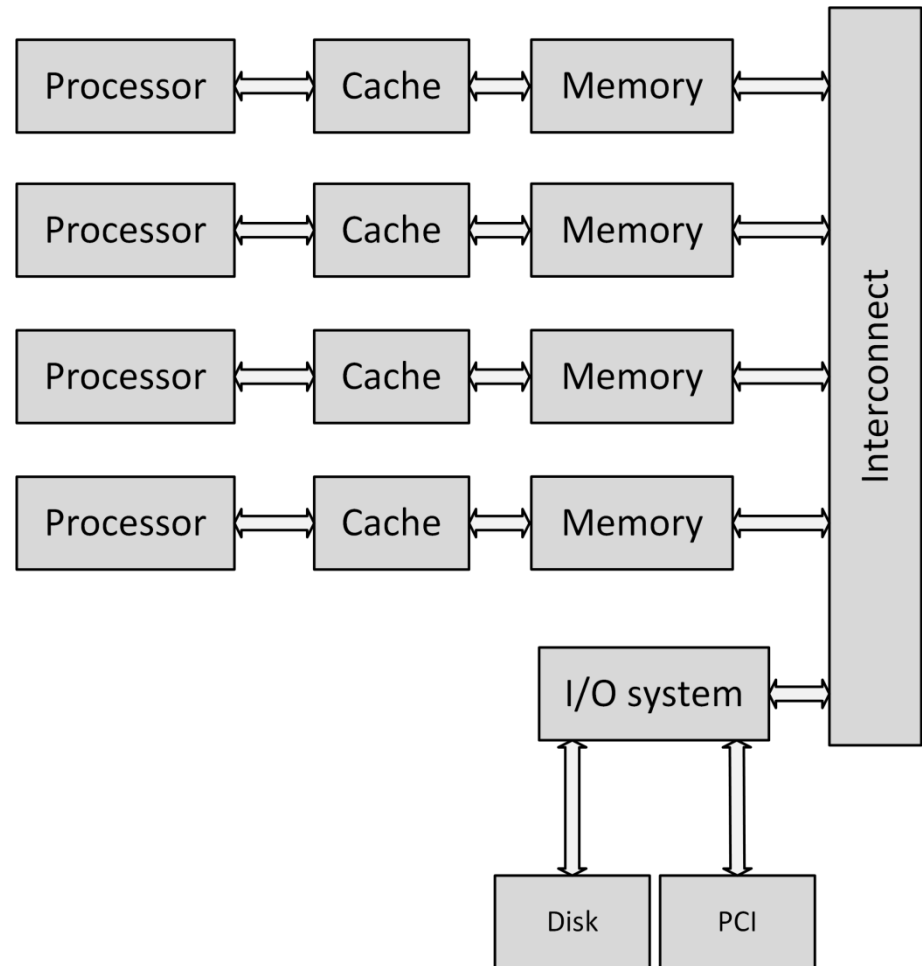 Processor
Cache
Memory
Processor
Cache
Memory
Processor
Cache
Memory
Processor
Cache
Memory
Interconnect
I/O system
Disk
PCI